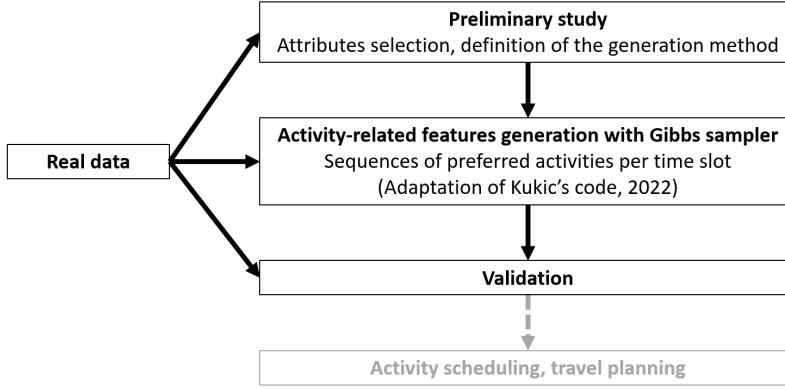 Preliminary study
Attributes selection, definition of the generation method
Real data
Activity-related features generation with Gibbs sampler
Sequences of preferred activities per time slot
(Adaptation of Kukic's code, 2022)
Validation
Activity scheduling, travel planning